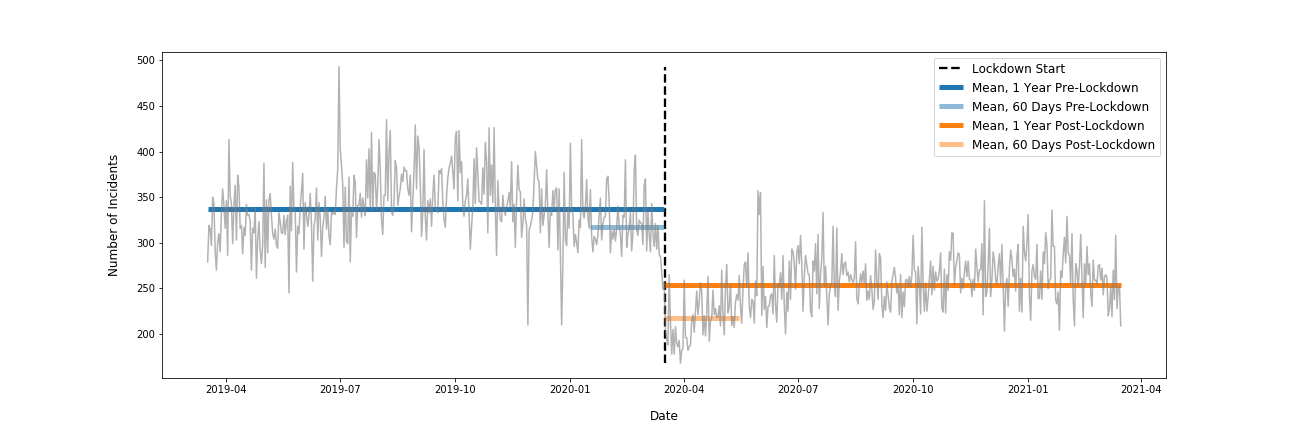 500
450
400
350
300
250
200
Number of Incidents
Lockdown Start
Mean, 1 Year Pre-Lockdown
Mean, 60 Days Pre-Lockdown
Mean, 1 Year Post-Lockdown
Mean, 60 Days Post-Lockdown
2019-04 2019-07 2019-10 2020-01 2020-04 2020-07 2020-10 2021-01 2021-04
Date